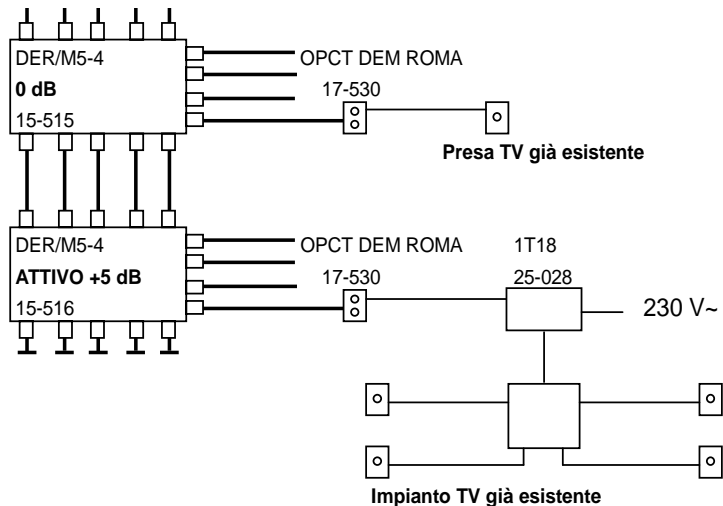 DER/M5-4
0 dB
15-515
OPCT DEM ROMA
17-530
Presa TV già esistente
DER/M5-4
ATTIVO +5 dB
15-516
OPCT DEM ROMA
17-530
1T18
25-028
230 V~
Impianto TV già esistente